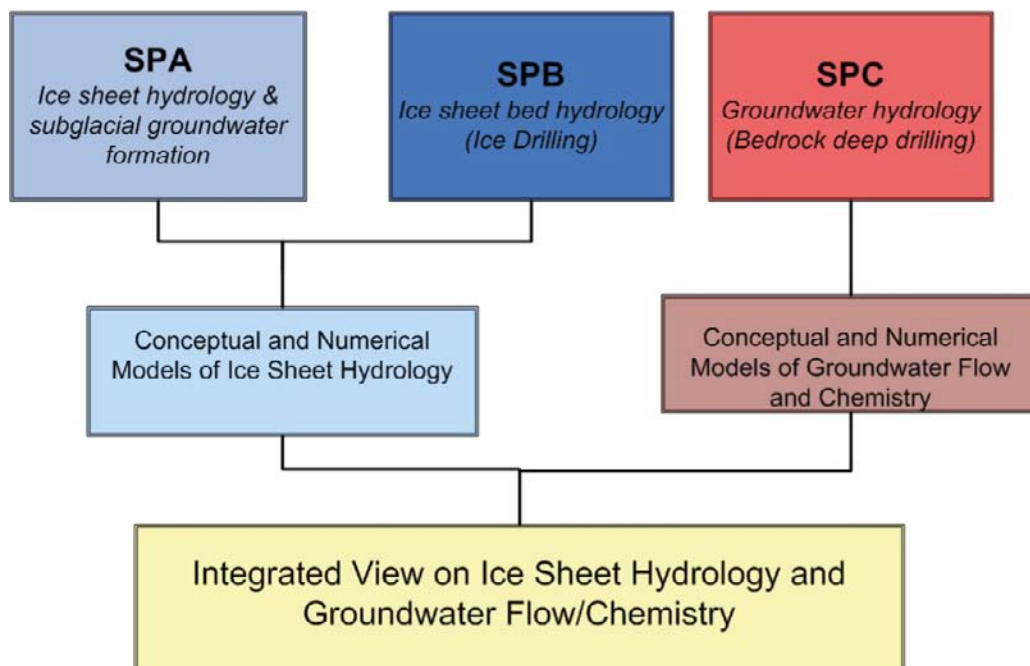 SPA
Ice sheet hydrology &
subglacial groundwater
formation
SPB
Ice sheet bed hydrology
(Ice Drilling)
SPC
Groundwater hydrology
(Bedrock deep drilling)
Conceptual and Numerical
Models of Ice Sheet Hydrology
Conceptual and Numerical
Models of Groundwater Flow
and Chemistry
Integrated View on Ice Sheet Hydrology and
Groundwater Flow/Chemistry